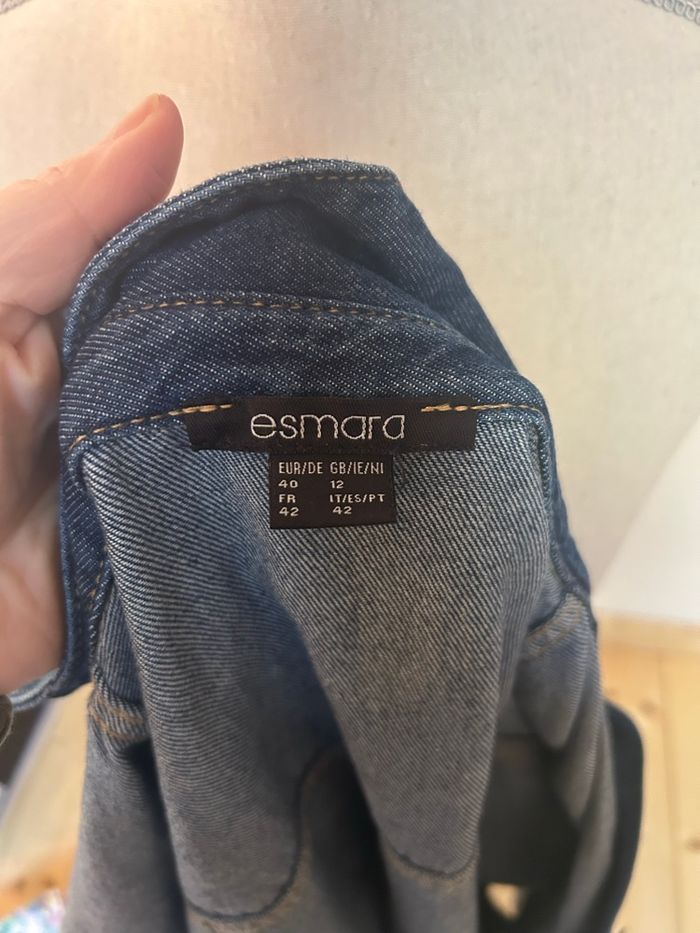 esmara
EUR/DE GB/IE/NI
40 12
FR IT/ES/PT
42 42